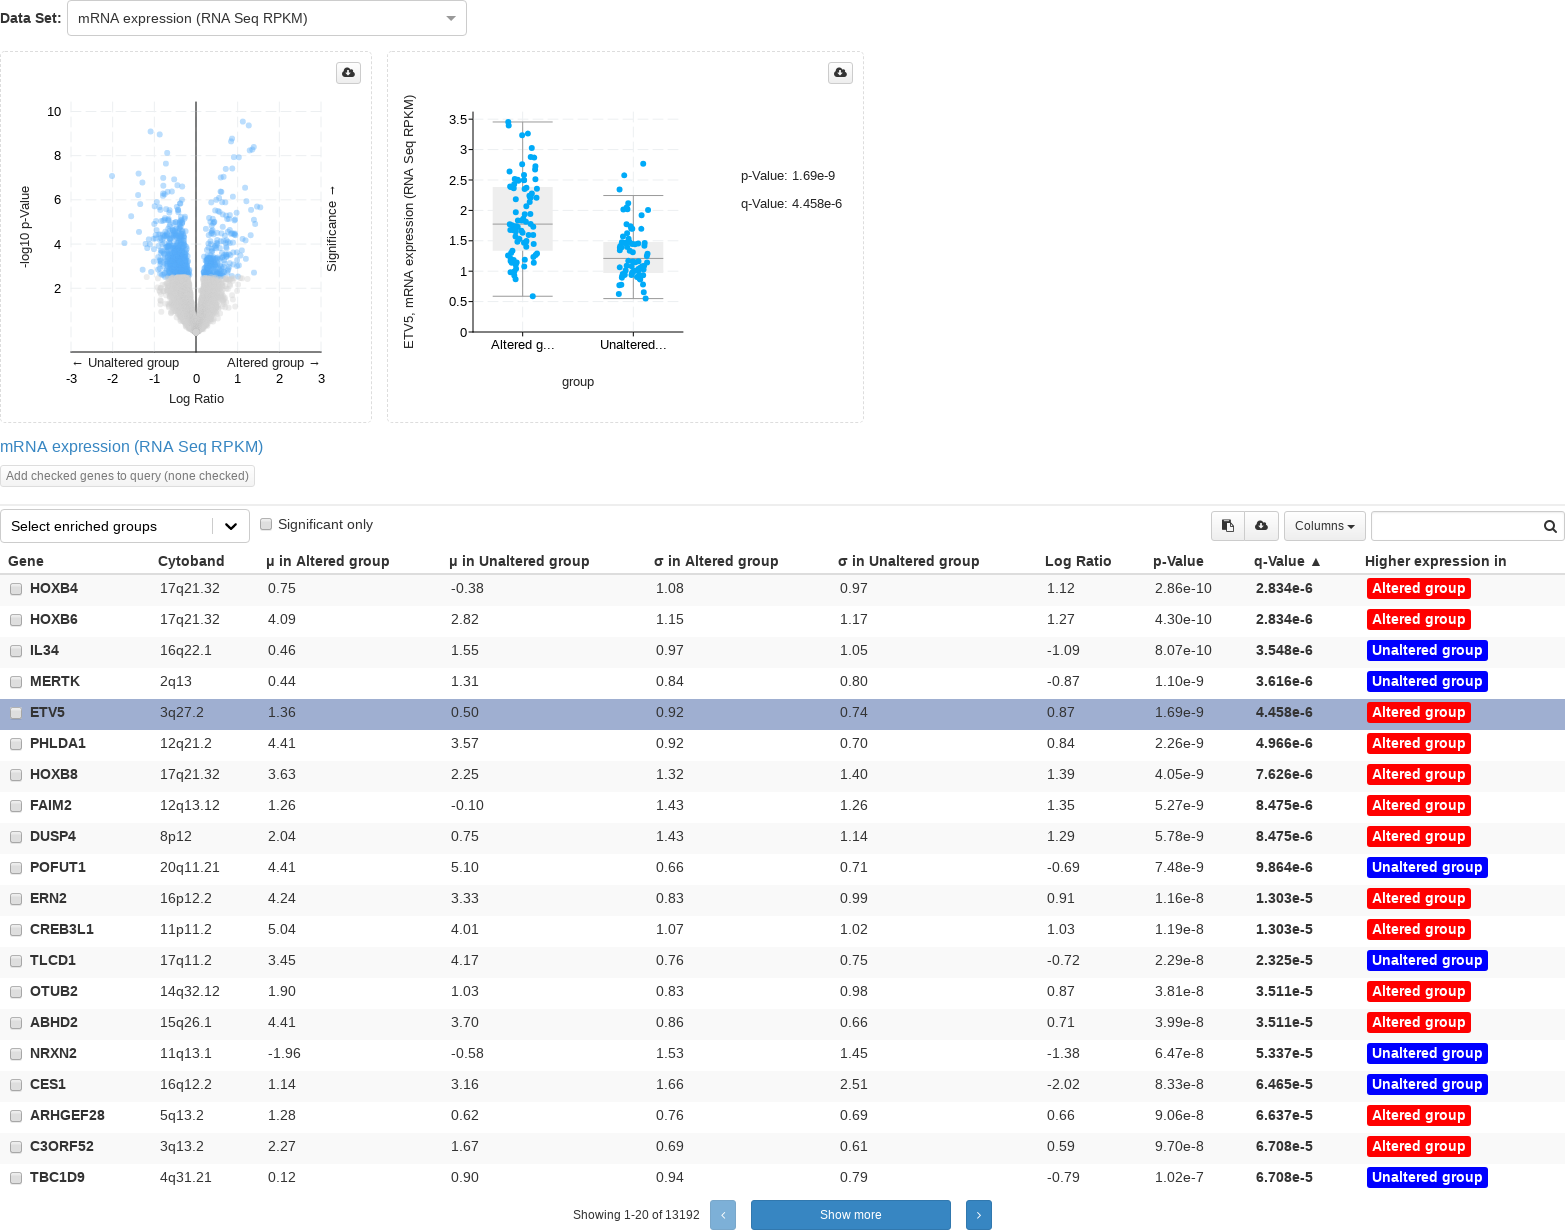 Data Set: mRNA expression (RNA Seq RPKM)
10
8
6
4
2
-log10 p-Value
Significance →
← Unaltered group Altered group →
-3 -2 -1 0 1 2 3
Log Ratio
ETV5, mRNA expression (RNA Seq RPKM)
3.5
3
2.5
2
1.5
1
0.5
0
Altered g... Unaltered...
group
p-Value: 1.69e-9
q-Value: 4.458e-6
mRNA expression (RNA Seq RPKM)
Add checked genes to query (none checked)
Select enriched groups Significant only Columns
Gene Cytoband μ in Altered group μ in Unaltered group σ in Altered group σ in Unaltered group Log Ratio p-Value q-Value ▲ Higher expression in
HOXB4 17q21.32 0.75 -0.38 1.08 0.97 1.12 2.86e-10 2.834e-6 Altered group
HOXB6 17q21.32 4.09 2.82 1.15 1.17 1.27 4.30e-10 2.834e-6 Altered group
IL34 16q22.1 0.46 1.55 0.97 1.05 -1.09 8.07e-10 3.548e-6 Unaltered group
MERTK 2q13 0.44 1.31 0.84 0.80 -0.87 1.10e-9 3.616e-6 Unaltered group
ETV5 3q27.2 1.36 0.50 0.92 0.74 0.87 1.69e-9 4.458e-6 Altered group
PHLDA1 12q21.2 4.41 3.57 0.92 0.70 0.84 2.26e-9 4.966e-6 Altered group
HOXB8 17q21.32 3.63 2.25 1.32 1.40 1.39 4.05e-9 7.626e-6 Altered group
FAIM2 12q13.12 1.26 -0.10 1.43 1.26 1.35 5.27e-9 8.475e-6 Altered group
DUSP4 8p12 2.04 0.75 1.43 1.14 1.29 5.78e-9 8.475e-6 Altered group
POFUT1 20q11.21 4.41 5.10 0.66 0.71 -0.69 7.48e-9 9.864e-6 Unaltered group
ERN2 16p12.2 4.24 3.33 0.83 0.99 0.91 1.16e-8 1.303e-5 Altered group
CREB3L1 11p11.2 5.04 4.01 1.07 1.02 1.03 1.19e-8 1.303e-5 Altered group
TLCD1 17q11.2 3.45 4.17 0.76 0.75 -0.72 2.29e-8 2.325e-5 Unaltered group
OTUB2 14q32.12 1.90 1.03 0.83 0.98 0.87 3.81e-8 3.511e-5 Altered group
ABHD2 15q26.1 4.41 3.70 0.86 0.66 0.71 3.99e-8 3.511e-5 Altered group
NRXN2 11q13.1 -1.96 -0.58 1.53 1.45 -1.38 6.47e-8 5.337e-5 Unaltered group
CES1 16q12.2 1.14 3.16 1.66 2.51 -2.02 8.33e-8 6.465e-5 Unaltered group
ARHGEF28 5q13.2 1.28 0.62 0.76 0.69 0.66 9.06e-8 6.637e-5 Altered group
C3ORF52 3q13.2 2.27 1.67 0.69 0.61 0.59 9.70e-8 6.708e-5 Altered group
TBC1D9 4q31.21 0.12 0.90 0.94 0.79 -0.79 1.02e-7 6.708e-5 Unaltered group
Showing 1-20 of 13192 ‹ Show more ›